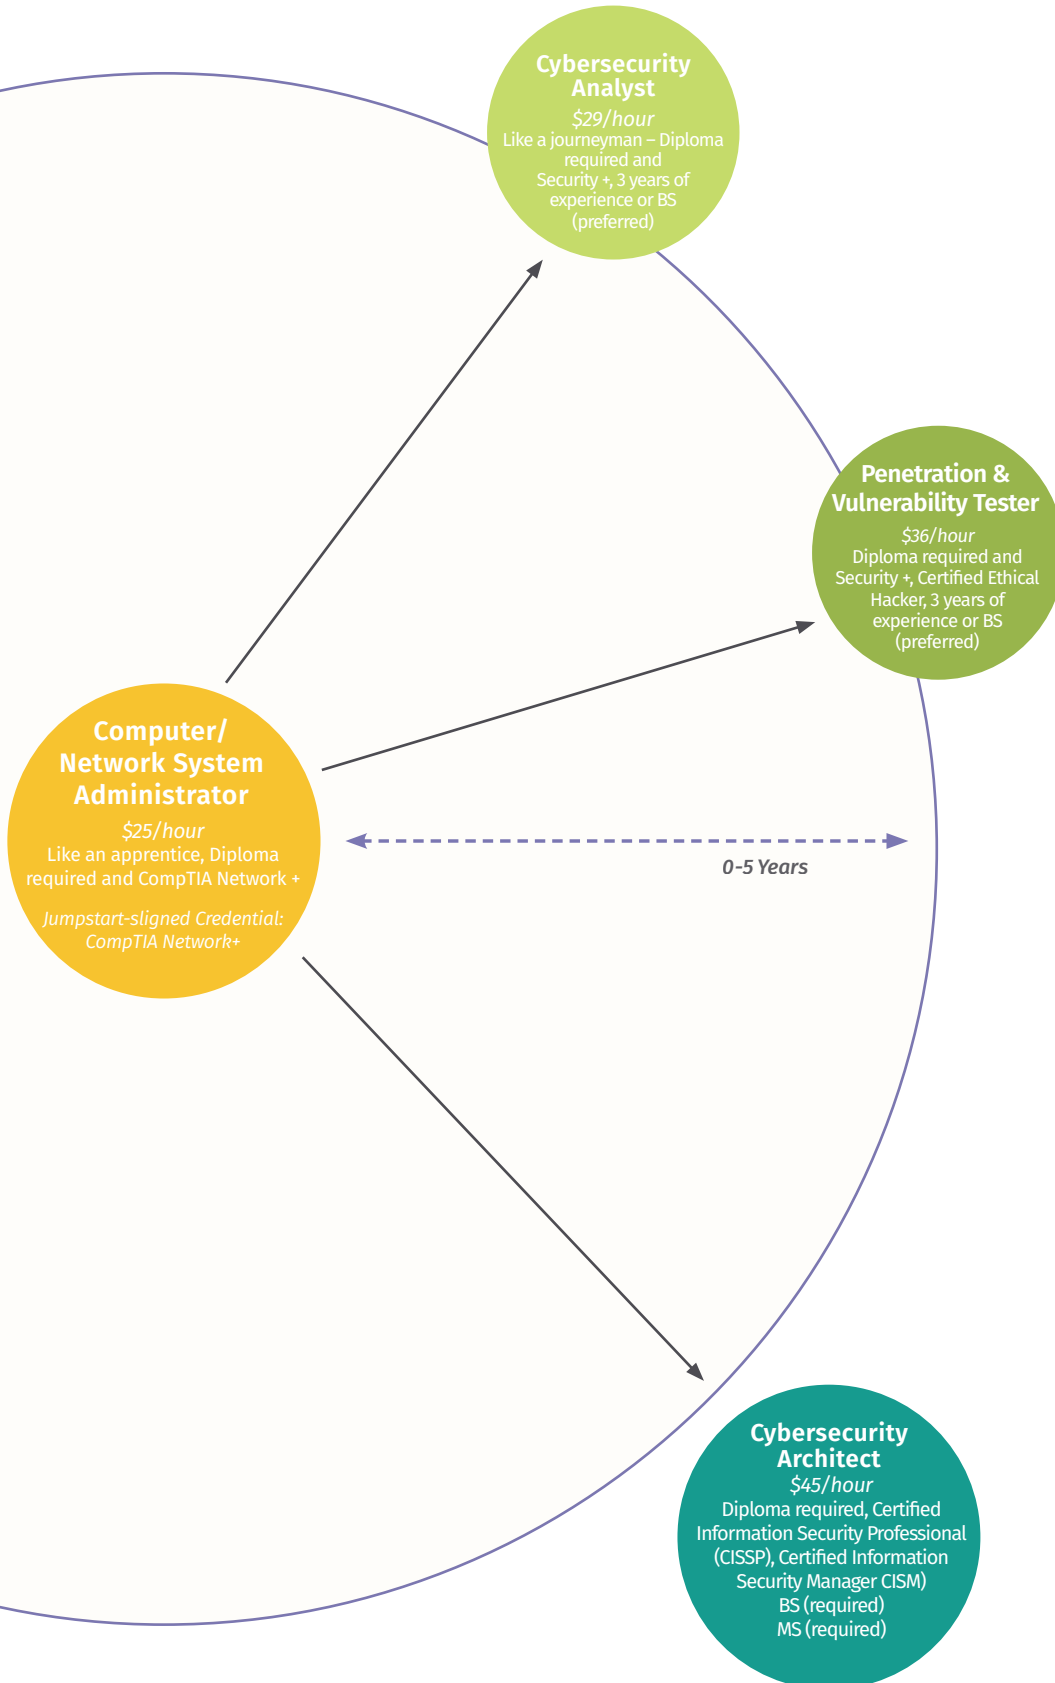 Cybersecurity
Analyst
$29/hour
Like a journeyman – Diploma
required and
Security +, 3 years of
experience or BS
(preferred)
Penetration &
Vulnerability Tester
$36/hour
Diploma required and
Security +, Certified Ethical
Hacker, 3 years of
experience or BS
(preferred)
Computer/
Network System
Administrator
$25/hour
Like an apprentice, Diploma
required and CompTIA Network +
Jumpstart-sligned Credential:
CompTIA Network+
0-5 Years
Cybersecurity
Architect
$45/hour
Diploma required, Certified
Information Security Professional
(CISSP), Certified Information
Security Manager CISM)
BS (required)
MS (required)